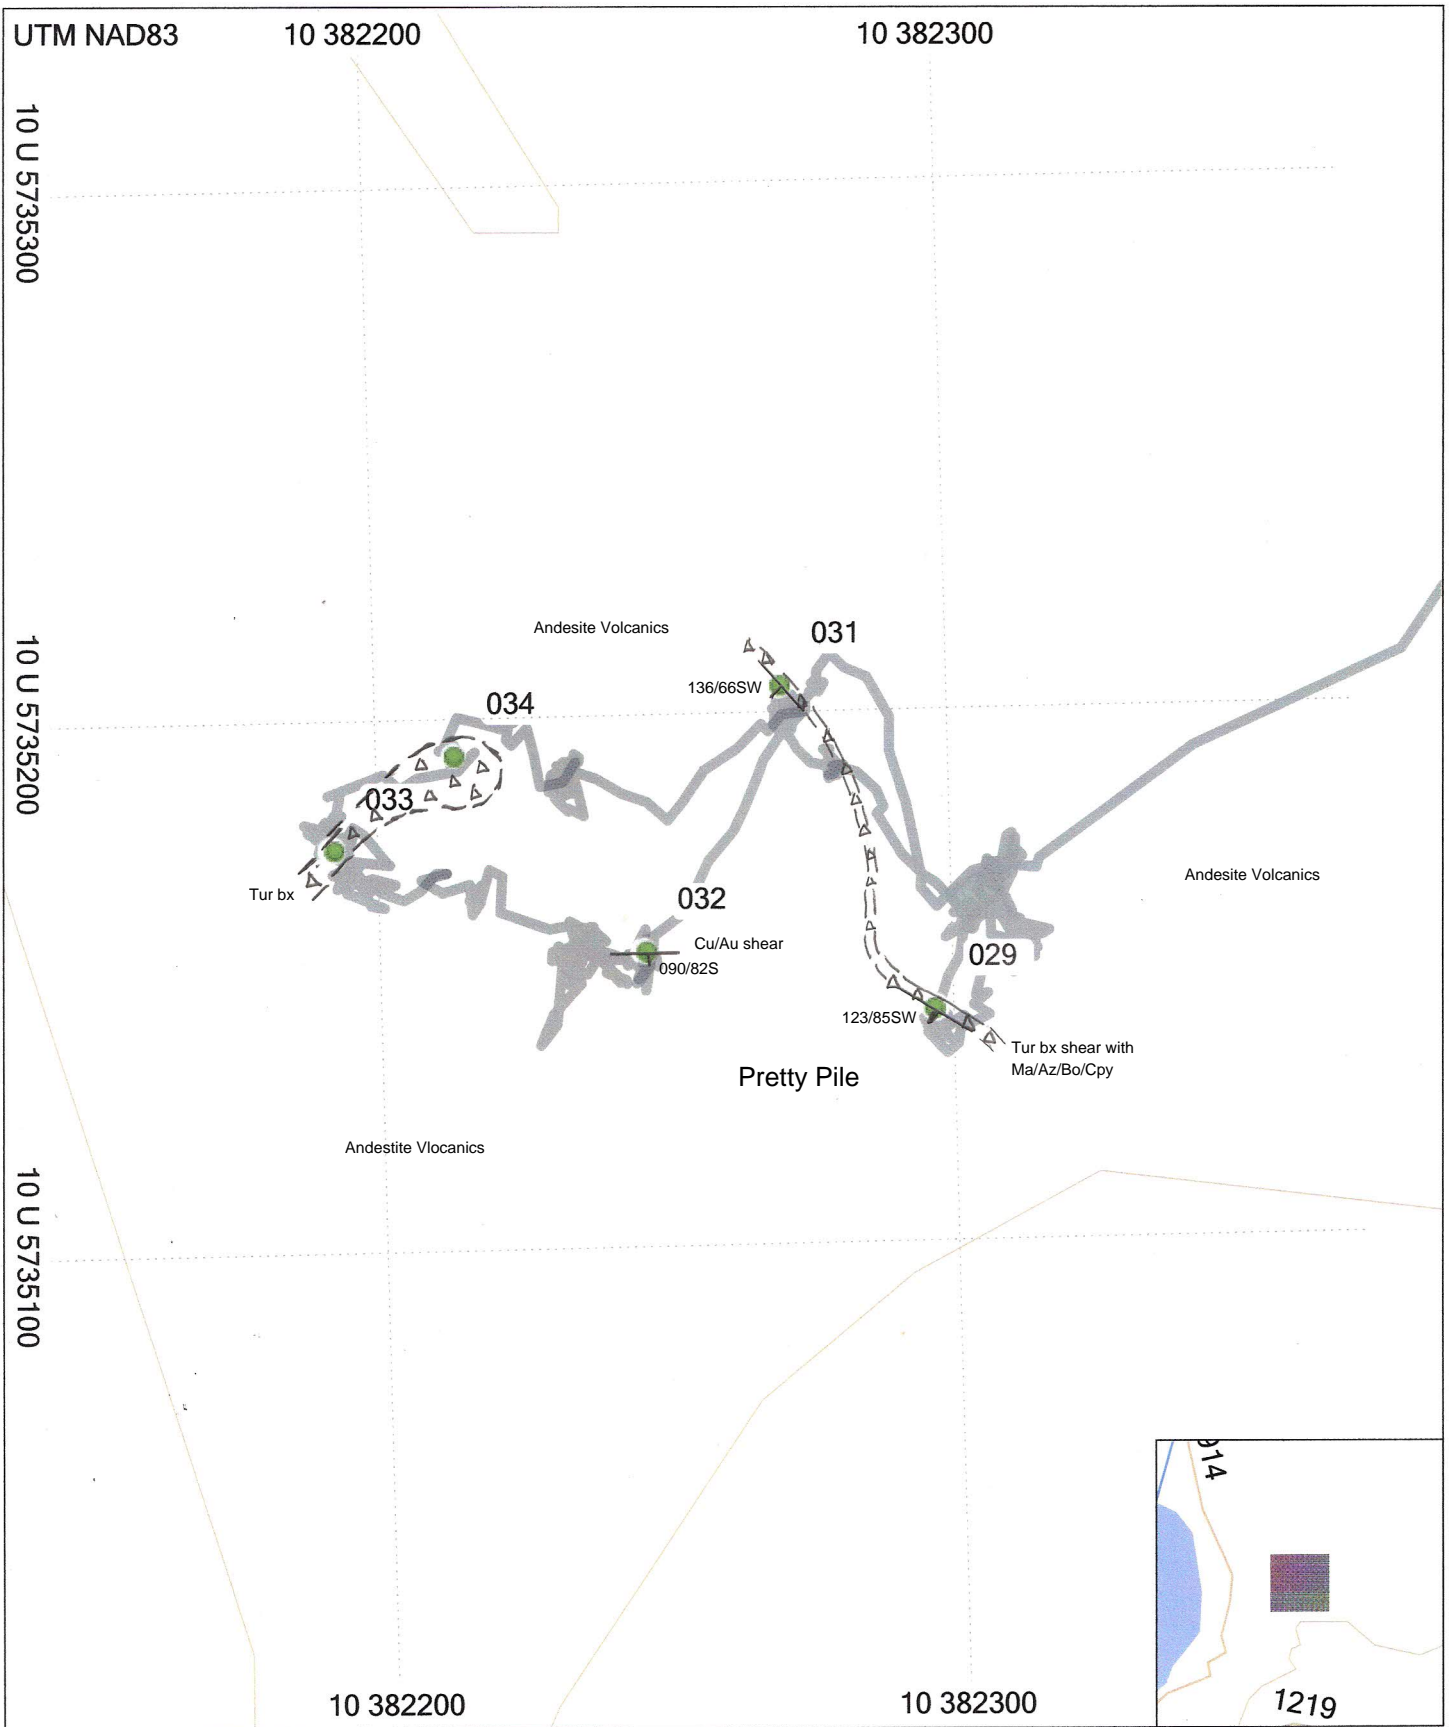 UTM NAD83
10 382200
10 382300
10 U 5735300
Andesite Volcanics
031
136/66SW
034
10 U 5735200
033
Andesite Volcanics
Tur bx
032
Cu/Au shear
029
090/82S
123/85SW
Tur bx shear with
Ma/Az/Bo/Cpy
Pretty Pile
Andestite Vlocanics
10 U 5735100
914
1219
10 382200
10 382300